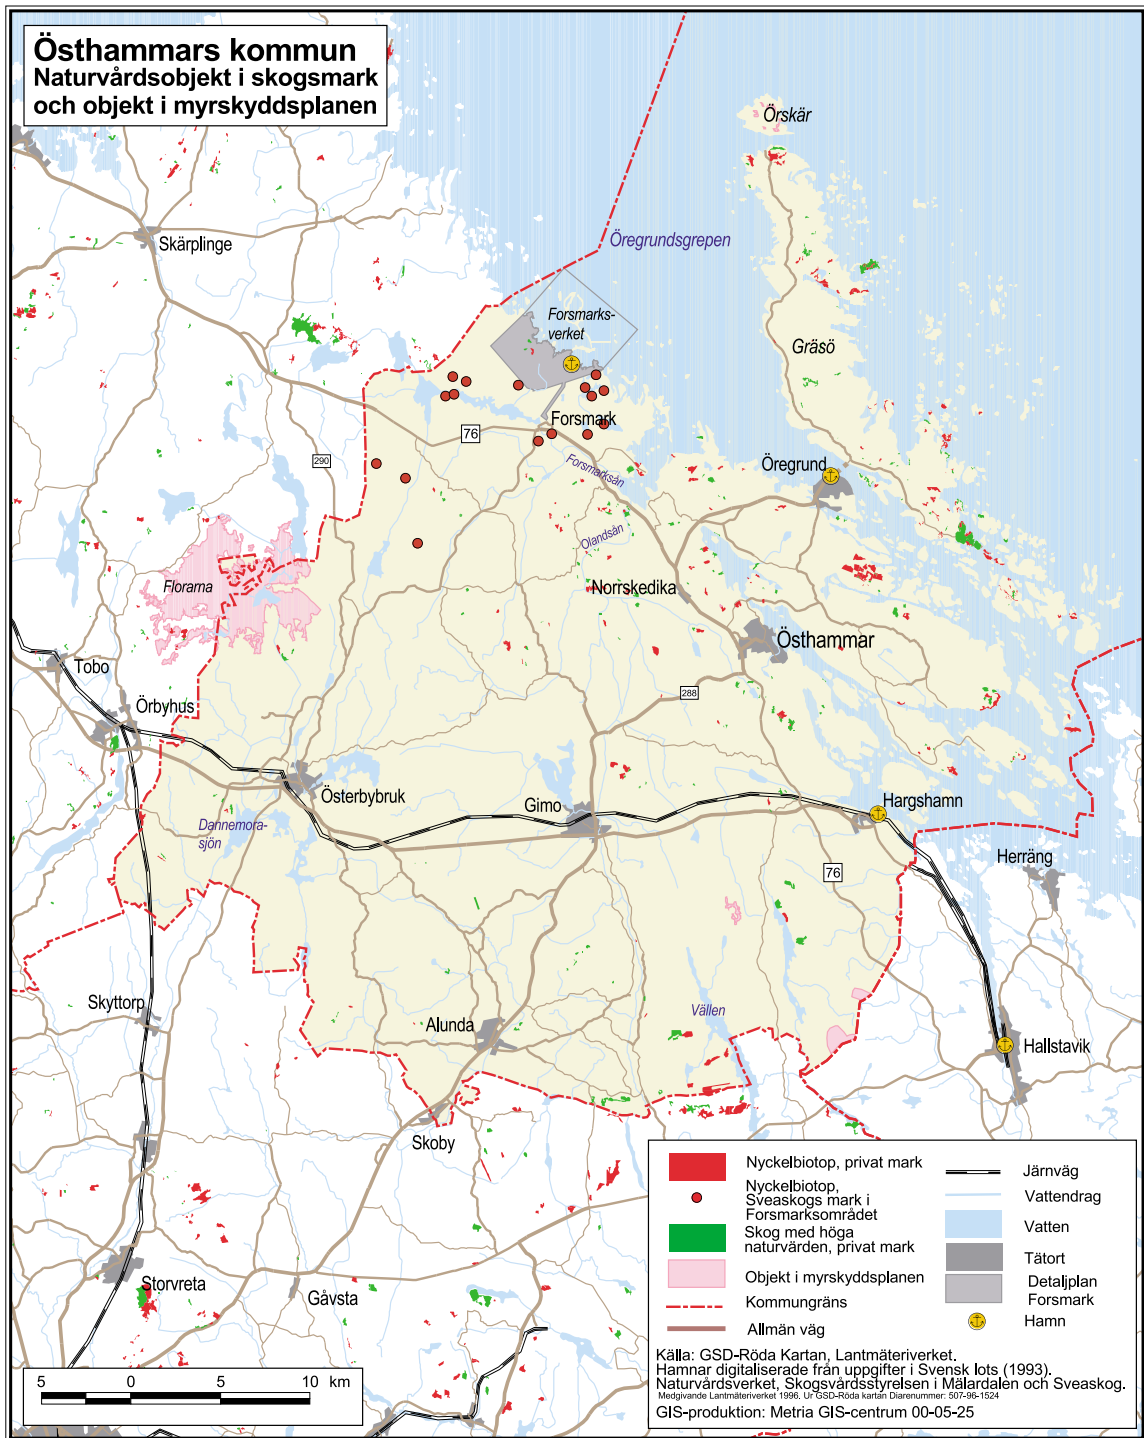 Östhammars kommun
Naturvårdsobjekt i skogsmark
och objekt i myrskyddsplanen
Örskär
Skärplinge
Öregrundsgrepen
Forsmarks-
verket
Gräsö
Forsmark
76
290
Forsmarksån
Öregrund
Olandsån
Florarna
Norrskedika
Östhammar
Tobo
288
Örbyhus
Österbybruk
Gimo
Hargshamn
Dannemora-
sjön
Herräng
76
Skyttorp
Alunda
Vällen
Hallstavik
Skoby
Storvreta
Gåvsta
Nyckelbiotop, privat mark
Nyckelbiotop,
Sveaskogs mark i
Forsmarksområdet
Skog med höga
naturvärden, privat mark
Objekt i myrskyddsplanen
Kommungräns
Allmän väg
Järnväg
Vattendrag
Vatten
Tätort
Detaljplan
Forsmark
Hamn
Källa: GSD-Röda Kartan, Lantmäteriverket.
Hamnar digitaliserade från uppgifter i Svensk lots (1993).
Naturvårdsverket, Skogsvårdsstyrelsen i Mälardalen och Sveaskog.
Medgivande Lantmäteriverket 1996. Ur GSD-Röda kartan Diarenummer: 507-96-1524
GIS-produktion: Metria GIS-centrum 00-05-25
5 0 5 10 km